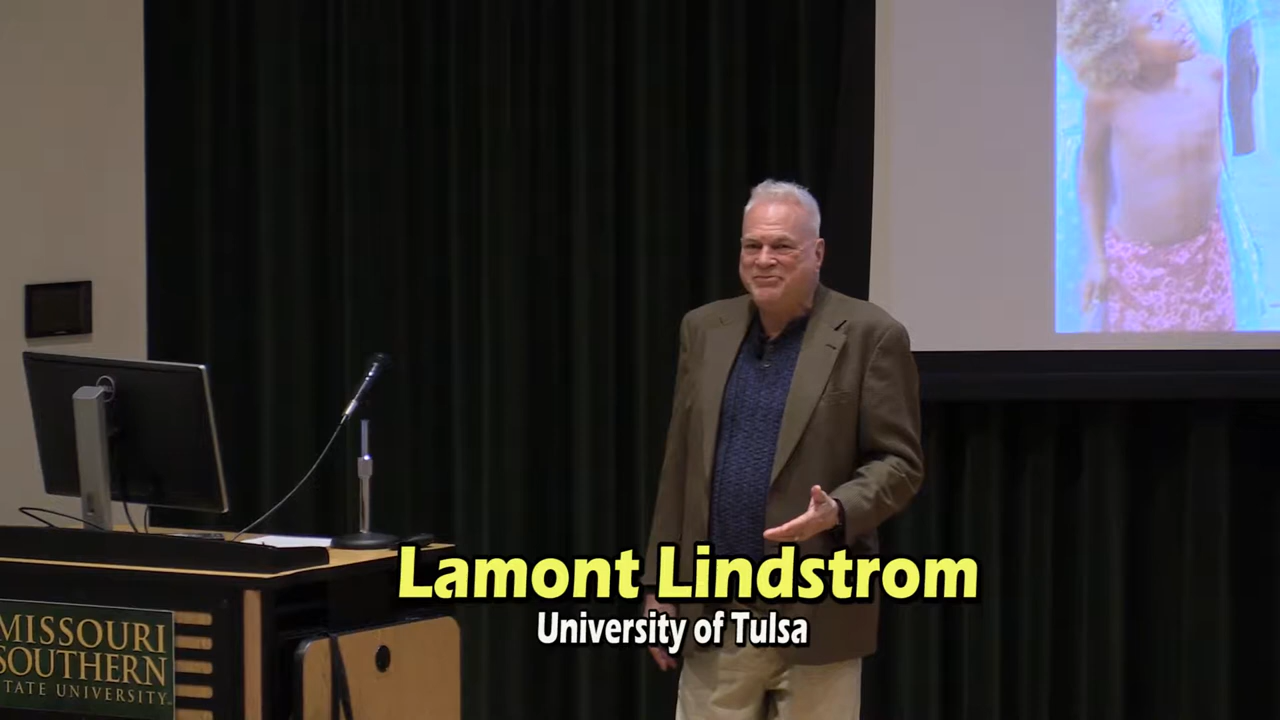 Lamont Lindstrom
University of Tulsa
MISSOURI
SOUTHERN
STATE UNIVERSITY